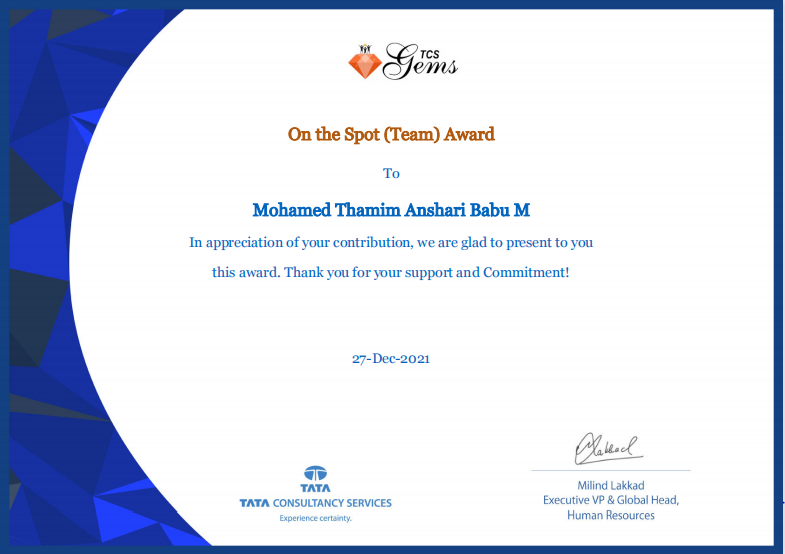 TCS
Gems
On the Spot (Team) Award
To
Mohamed Thamim Anshari Babu M
In appreciation of your contribution, we are glad to present to you
this award. Thank you for your support and Commitment!
27-Dec-2021
TATA
TATA CONSULTANCY SERVICES
Experience certainty.
Lakkad
Milind Lakkad
Executive VP & Global Head,
Human Resources